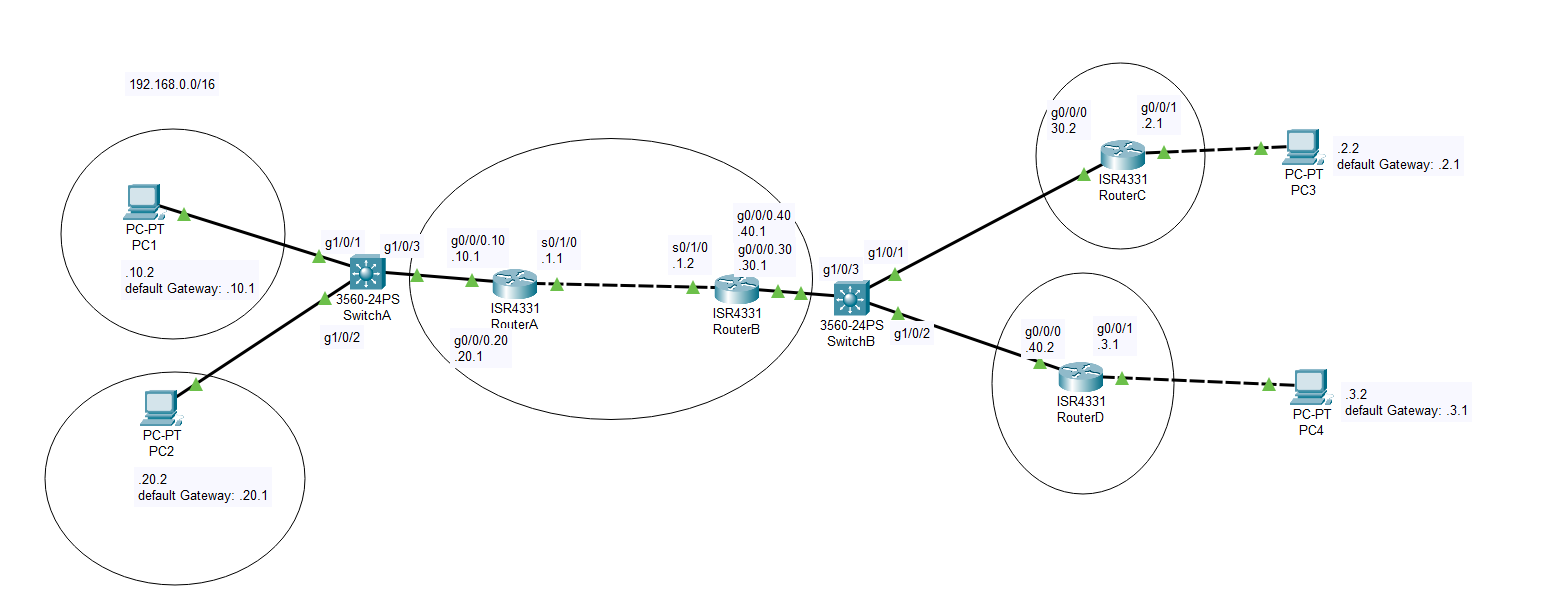 192.168.0.0/16
PC-PT
PC1
.10.2
default Gateway: .10.1
g1/0/1
g1/0/3
3560-24PS
SwitchA
g1/0/2
PC-PT
PC2
.20.2
default Gateway: .20.1
g0/0/0.10
.10.1
s0/1/0
.1.1
ISR4331
RouterA
g0/0/0.20
.20.1
s0/1/0
.1.2
g0/0/0.40
.40.1
g0/0/0.30
.30.1
ISR4331
RouterB
g1/0/3
g1/0/1
3560-24PS
SwitchB
g1/0/2
g0/0/0
30.2
g0/0/1
.2.1
ISR4331
RouterC
PC-PT
PC3
.2.2
default Gateway: .2.1
g0/0/0
.40.2
g0/0/1
.3.1
ISR4331
RouterD
PC-PT
PC4
.3.2
default Gateway: .3.1